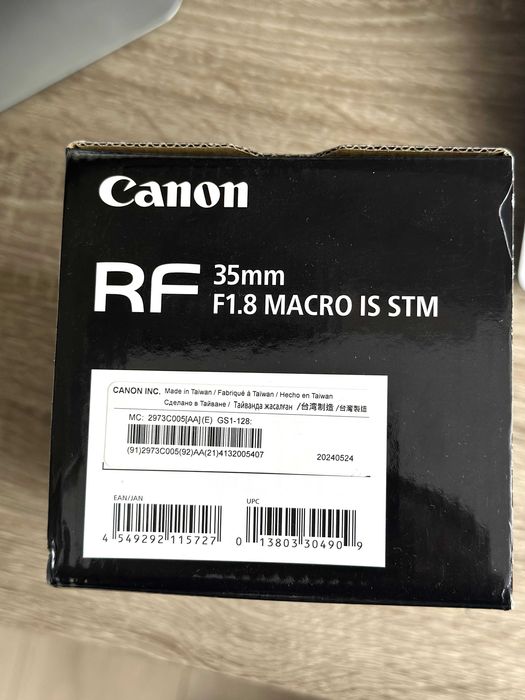 Canon
RF 35mm
F1.8 MACRO IS STM
CANON INC. Made in Taiwan / Fabriqué à Taïwan / Hecho en Taiwan
Сделано в Тайване / Тайванда жасалған /台湾制造 /台灣製造
MC: 2973C005[AA](E) GS1-128:
(91)2973C005(92)AA(21)4132005407
20240524
EAN/JAN
4 549292 115727
UPC
0 13803 30490 9